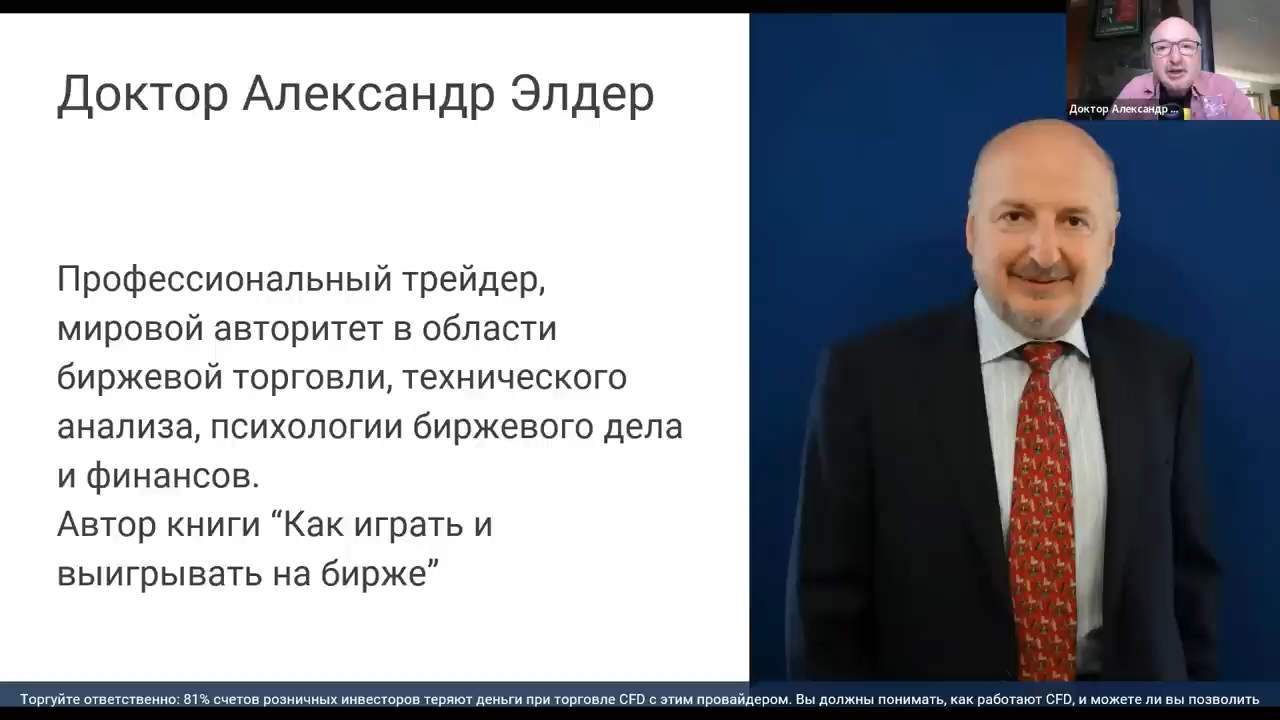 Доктор Александр Элдер
Доктор Александр ...
Профессиональный трейдер,
мировой авторитет в области
биржевой торговли, технического
анализа, психологии биржевого дела
и финансов.
Автор книги “Как играть и
выигрывать на бирже”
Торгуйте ответственно: 81% счетов розничных инвесторов теряют деньги при торговле CFD с этим провайдером. Вы должны понимать, как работают CFD, и можете ли вы позволить